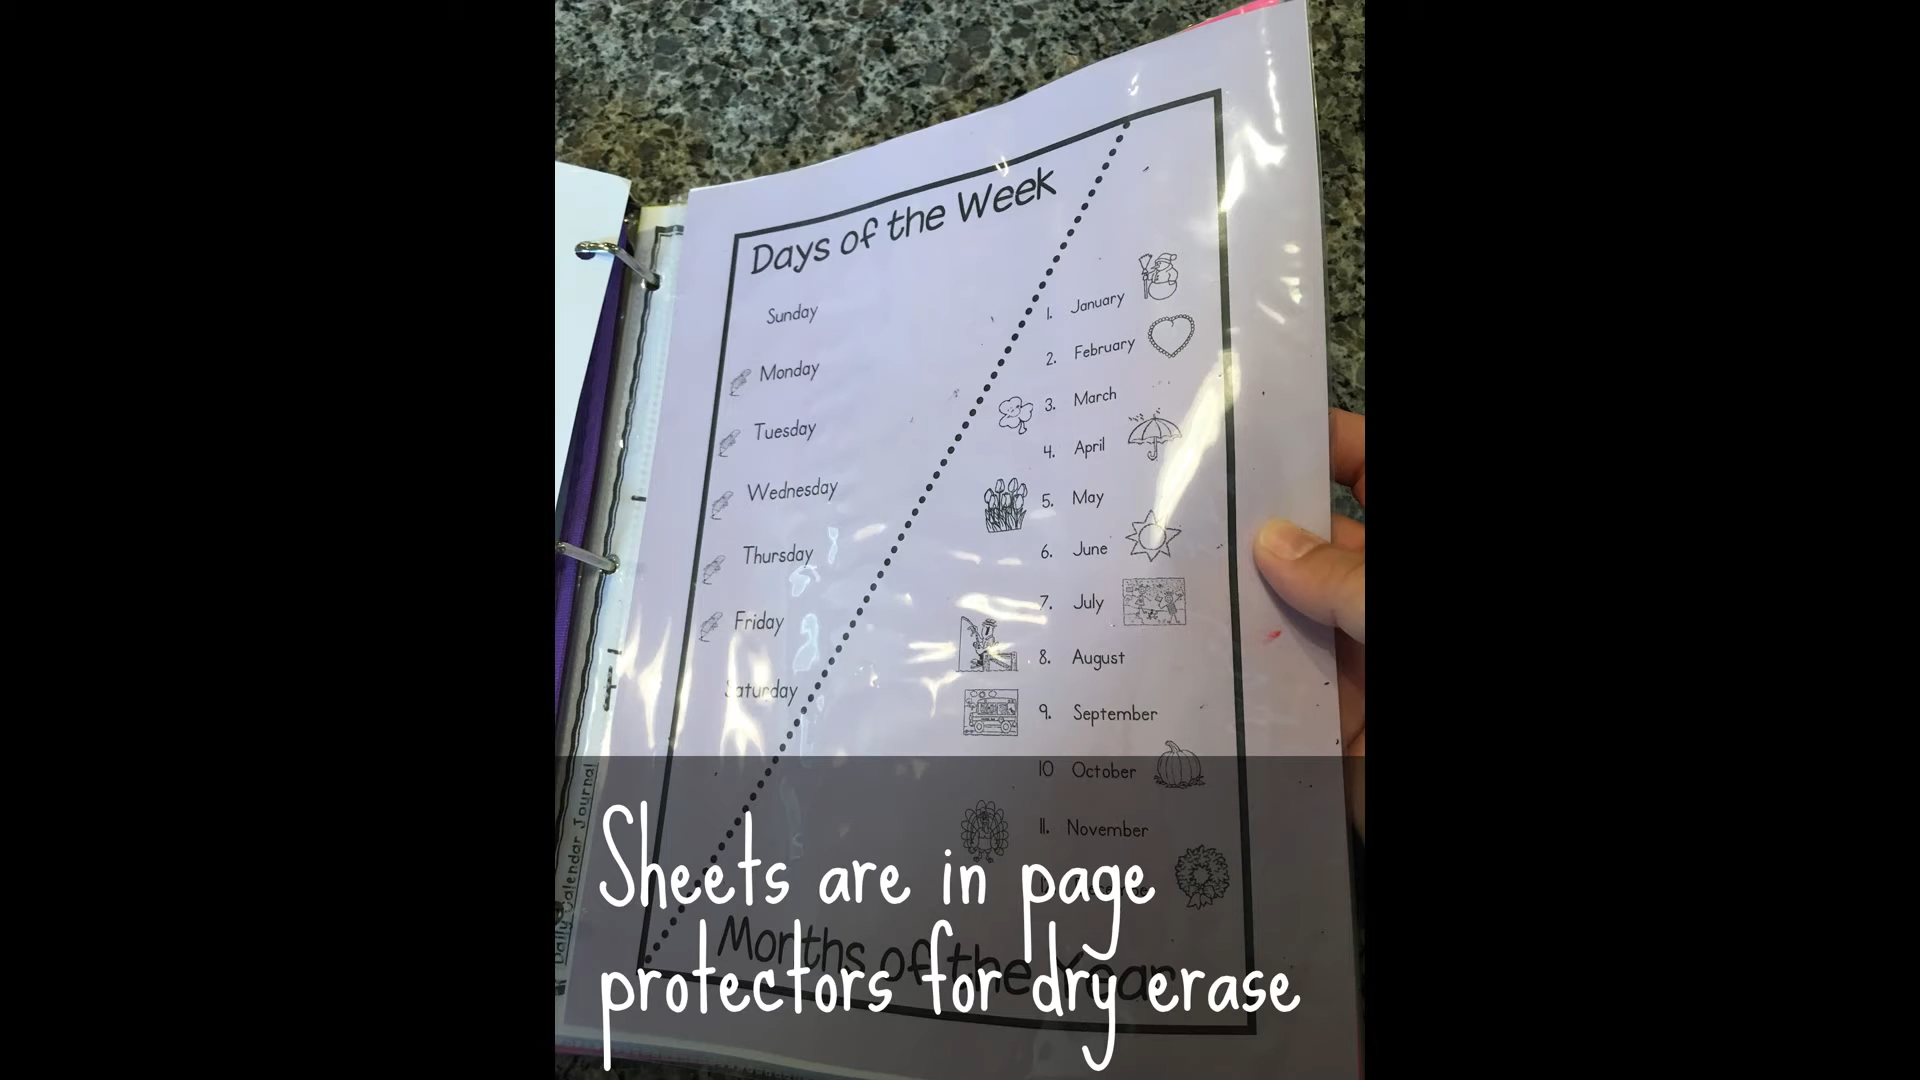 Days of the Week
Sunday
Monday
Tuesday
Wednesday
Thursday
Friday
Saturday
1. January
2. February
3. March
4. April
5. May
6. June
7. July
8. August
9. September
10 October
11. November
Months of the Year
Daily Calendar Journal
Sheets are in page
protectors for dry erase